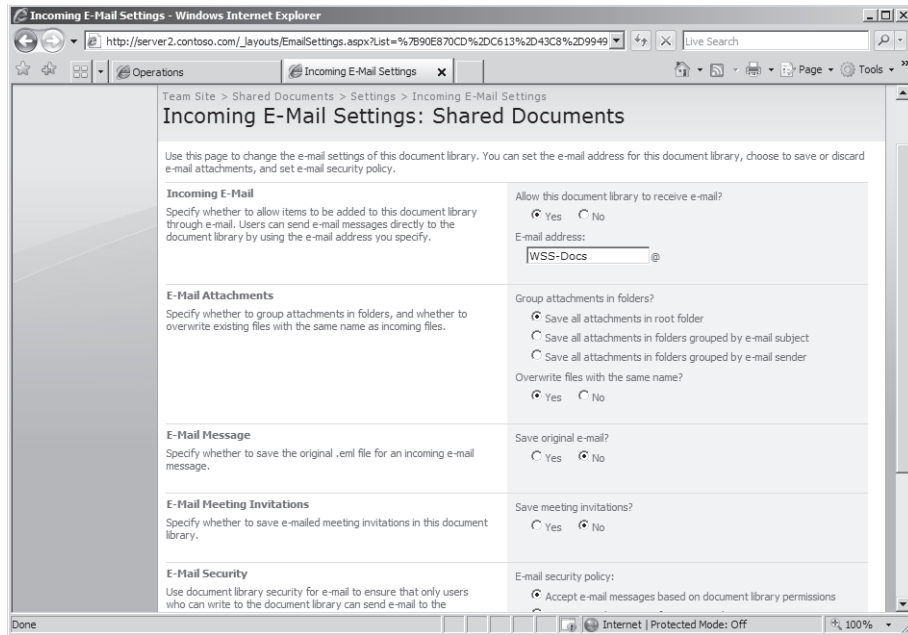 Incoming E-Mail Settings - Windows Internet Explorer
http://server2.contoso.com/_layouts/EmailSettings.aspx?List=%7B90E870CD%2DC613%2D43C8%2D9949
Live Search
Operations
Incoming E-Mail Settings
Page
Tools
Team Site > Shared Documents > Settings > Incoming E-Mail Settings
Incoming E-Mail Settings: Shared Documents
Use this page to change the e-mail settings of this document library. You can set the e-mail address for this document library, choose to save or discard
e-mail attachments, and set e-mail security policy.
Incoming E-Mail
Specify whether to allow items to be added to this document library
through e-mail. Users can send e-mail messages directly to the
document library by using the e-mail address you specify.
Allow this document library to receive e-mail?
Yes No
E-mail address:
WSS-Docs @
E-Mail Attachments
Specify whether to group attachments in folders, and whether to
overwrite existing files with the same name as incoming files.
Group attachments in folders?
Save all attachments in root folder
Save all attachments in folders grouped by e-mail subject
Save all attachments in folders grouped by e-mail sender
Overwrite files with the same name?
Yes No
E-Mail Message
Specify whether to save the original .eml file for an incoming e-mail
message.
Save original e-mail?
Yes No
E-Mail Meeting Invitations
Specify whether to save e-mailed meeting invitations in this document
library.
Save meeting invitations?
Yes No
E-Mail Security
Use document library security for e-mail to ensure that only users
who can write to the document library can send e-mail to the
E-mail security policy:
Accept e-mail messages based on document library permissions
Done
Internet | Protected Mode: Off
100%